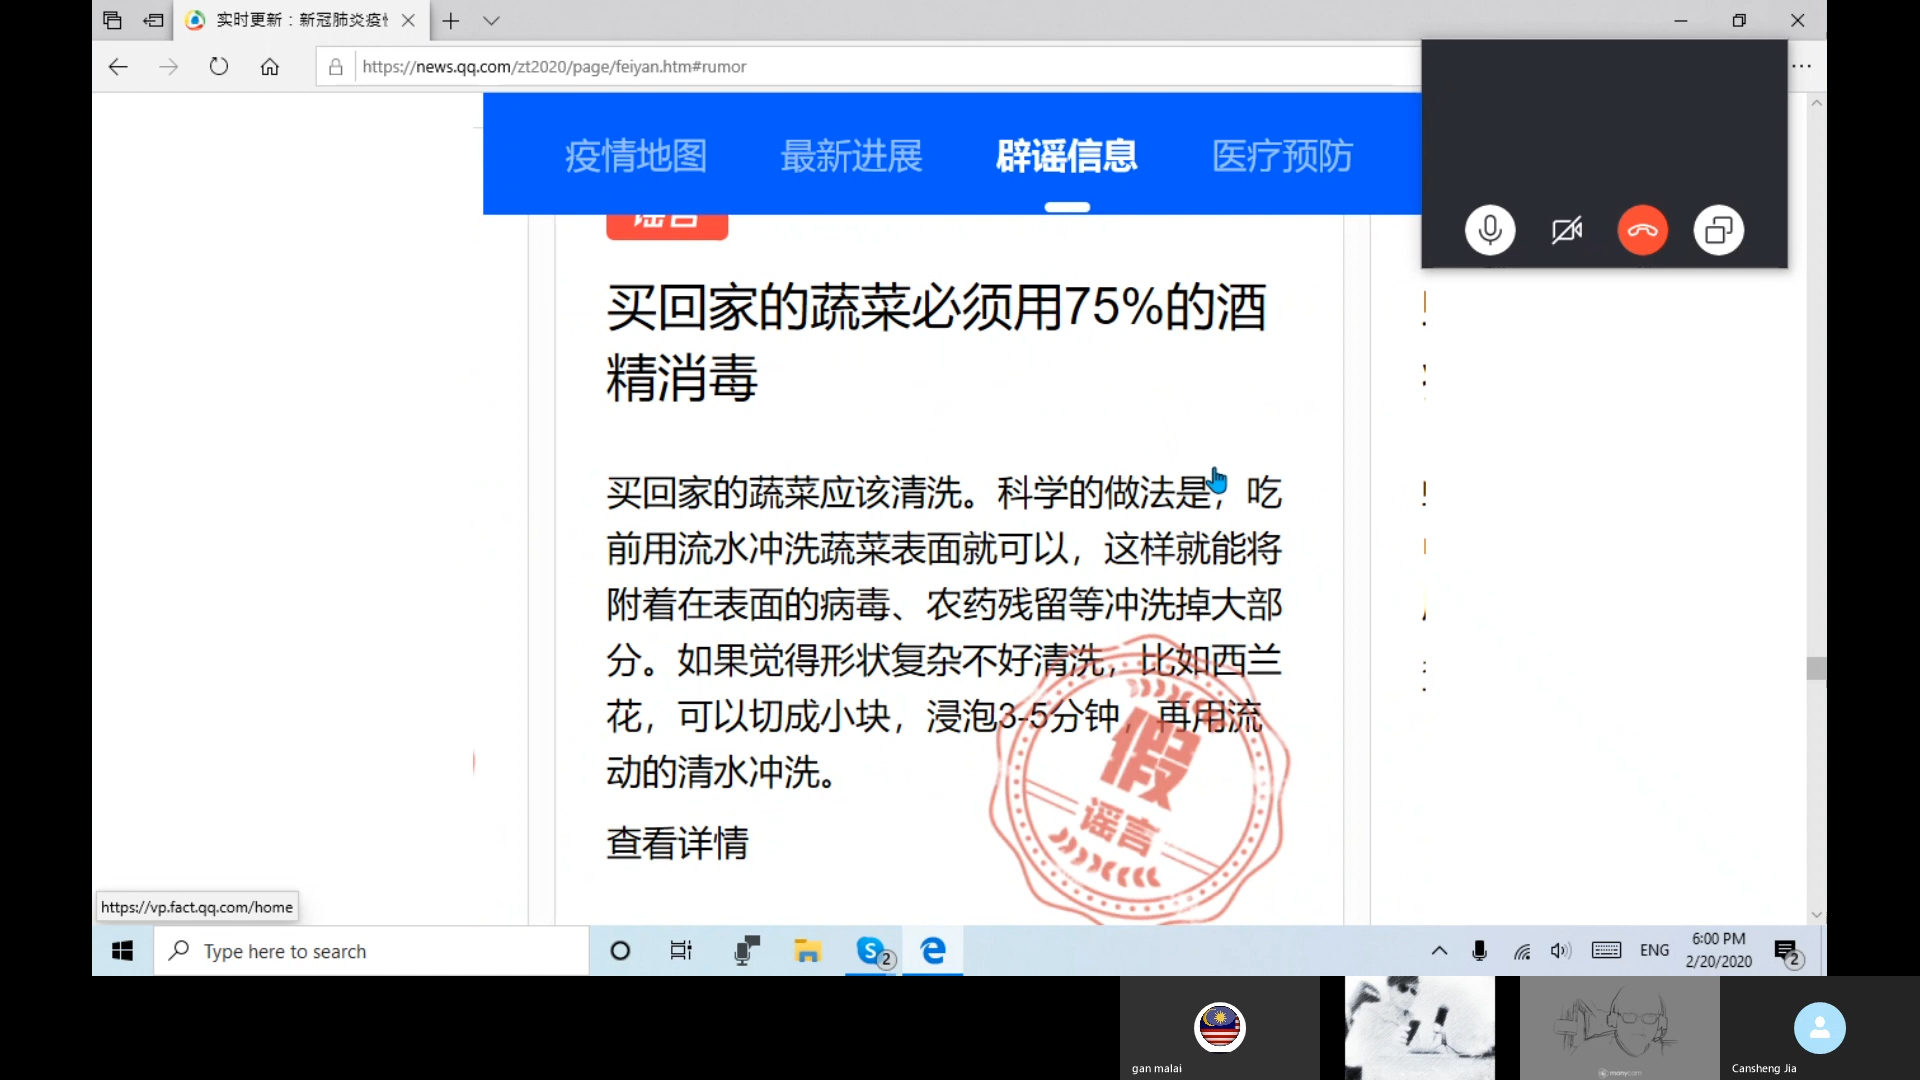 实时更新：新冠肺炎疫情
https://news.qq.com/zt2020/page/feiyan.htm#rumor
疫情地图 最新进展 辟谣信息 医疗预防
谣言
买回家的蔬菜必须用75%的酒
精消毒
买回家的蔬菜应该清洗。科学的做法是，吃
前用流水冲洗蔬菜表面就可以，这样就能将
附着在表面的病毒、农药残留等冲洗掉大部
分。如果觉得形状复杂不好清洗，比如西兰
花，可以切成小块，浸泡3-5分钟，再用流
动的清水冲洗。
假
谣言
查看详情
https://vp.fact.qq.com/home
Type here to search
S
2
ENG
6:00 PM
2/20/2020
2
gan malai
manycam
Cansheng Jia